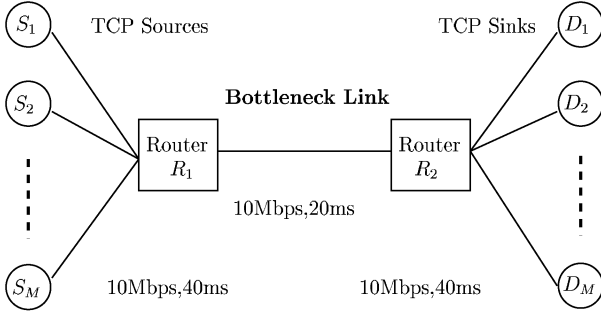 S1 TCP Sources TCP Sinks D1
S2 D2
Bottleneck Link
Router Router
R1 R2
10Mbps,20ms
SM 10Mbps,40ms 10Mbps,40ms DM